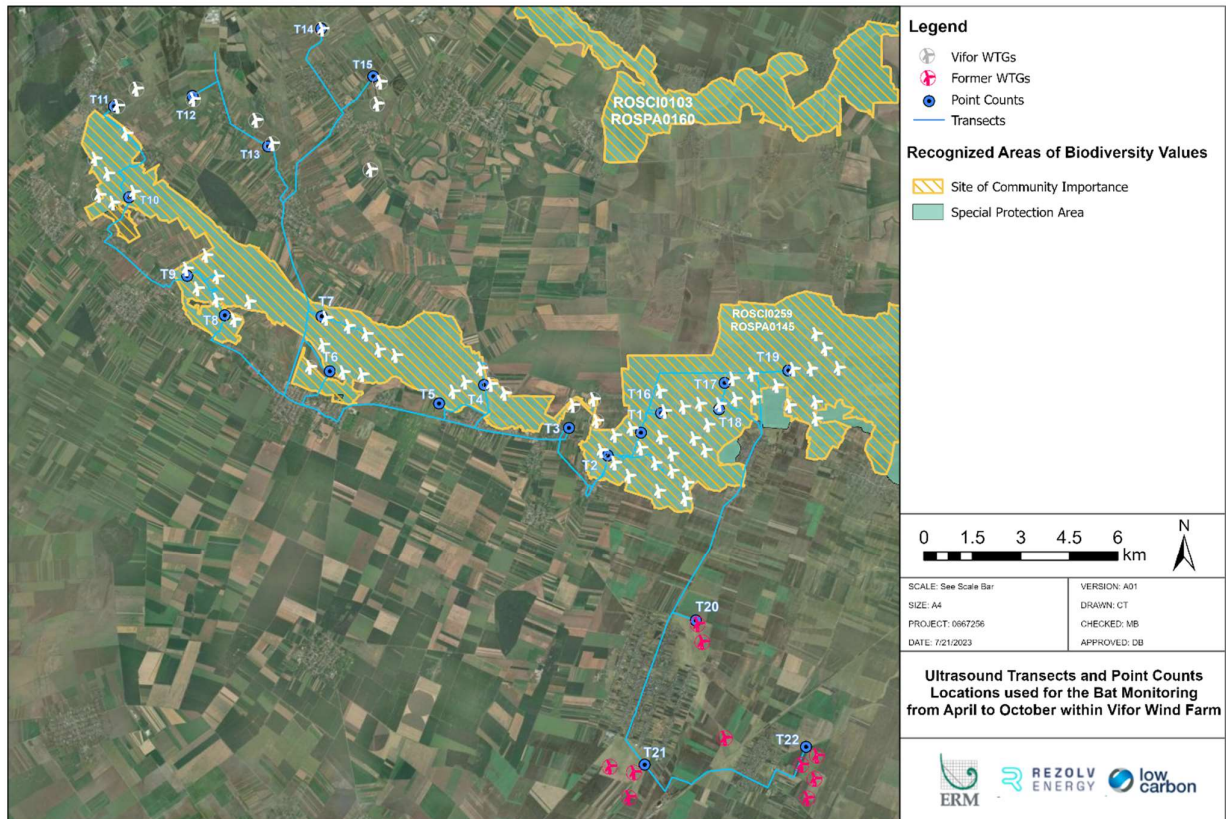 T14
T15
T11
T12
T13
T10
T9
T8
T7
T6
T5
T4
T3
T2
T1
T16
T17
T18
T19
T20
T21
T22
ROSCI0103
ROSPA0160
ROSCI0259
ROSPA0145
Legend
Vifor WTGs
Former WTGs
Point Counts
Transects
Recognized Areas of Biodiversity Values
Site of Community Importance
Special Protection Area
0 1.5 3 4.5 6
km
N
SCALE: See Scale Bar
VERSION: A01
SIZE: A4
DRAWN: CT
PROJECT: 0667256
CHECKED: MB
DATE: 7/21/2023
APPROVED: DB
Ultrasound Transects and Point Counts
Locations used for the Bat Monitoring
from April to October within Vifor Wind Farm
ERM
REZOLV
ENERGY
low
carbon